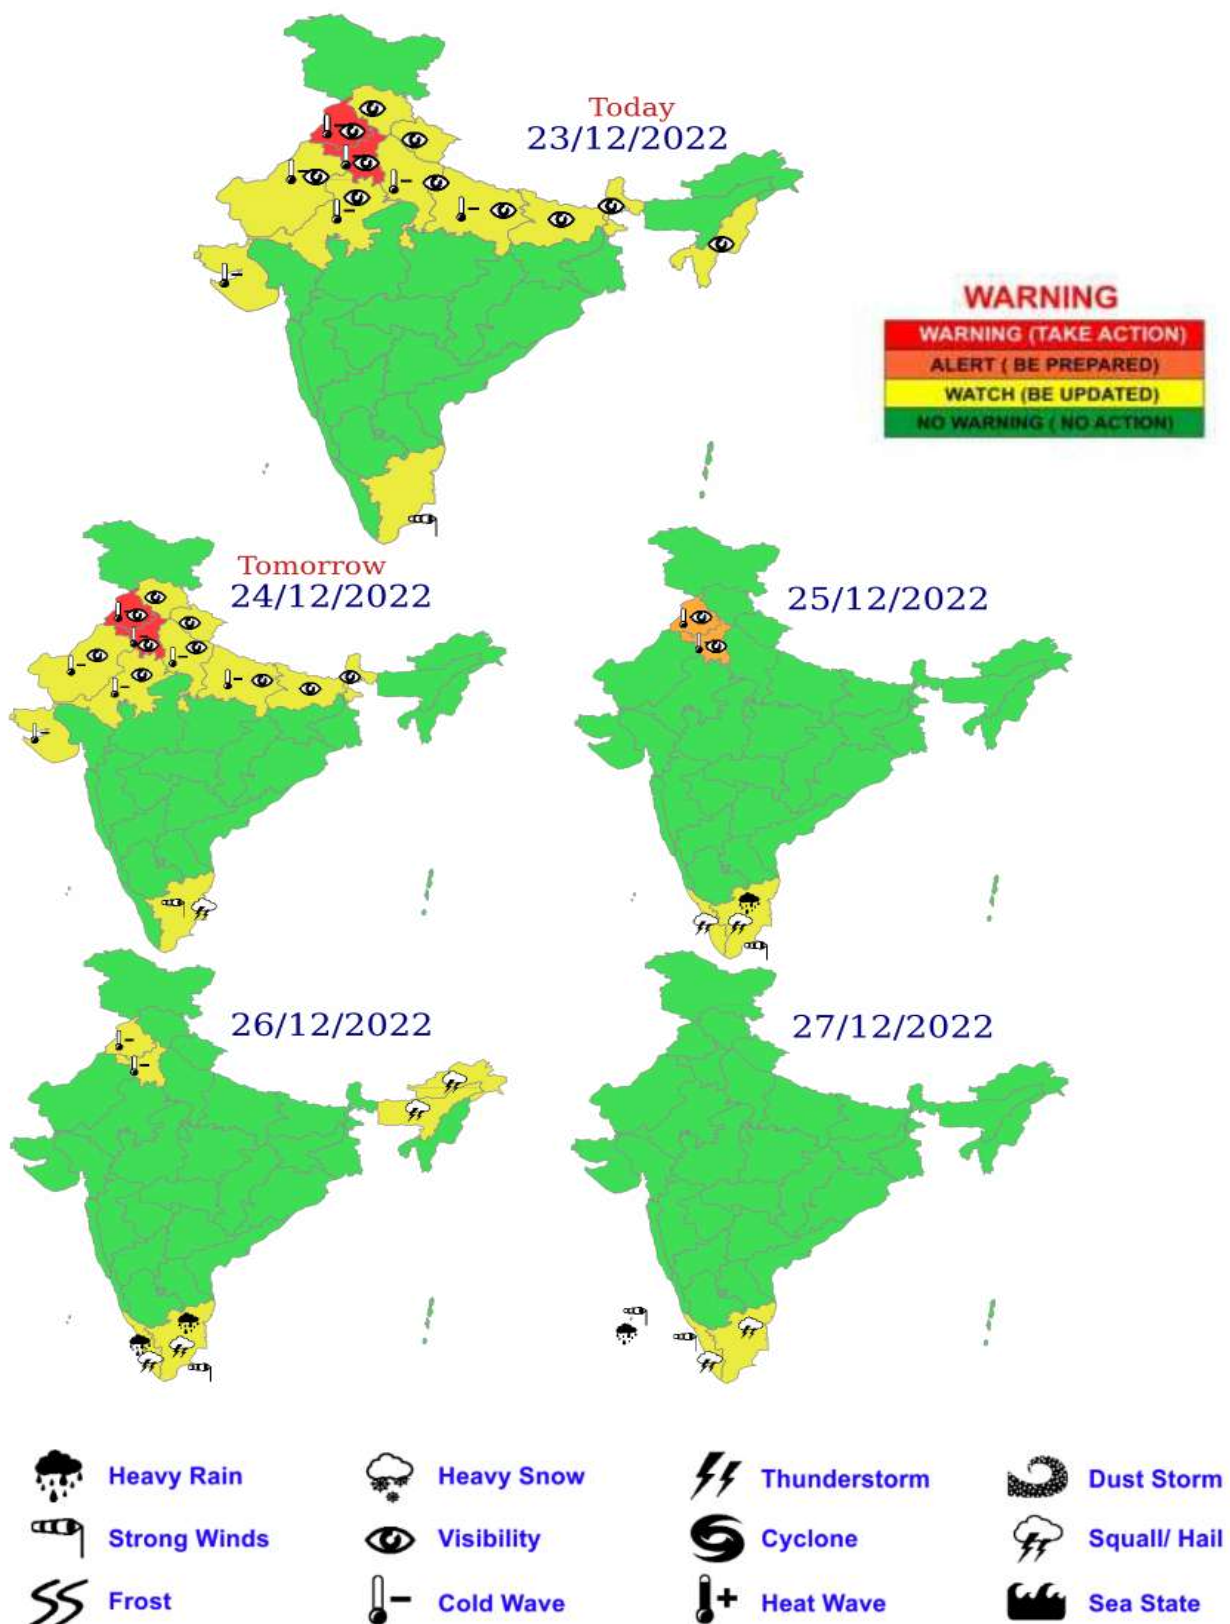 Today
23/12/2022
WARNING
WARNING (TAKE ACTION)
ALERT ( BE PREPARED)
WATCH (BE UPDATED)
NO WARNING ( NO ACTION)
Tomorrow
24/12/2022
25/12/2022
26/12/2022
27/12/2022
Heavy Rain
Heavy Snow
Thunderstorm
Dust Storm
Strong Winds
Visibility
Cyclone
Squall/ Hail
Frost
Cold Wave
Heat Wave
Sea State